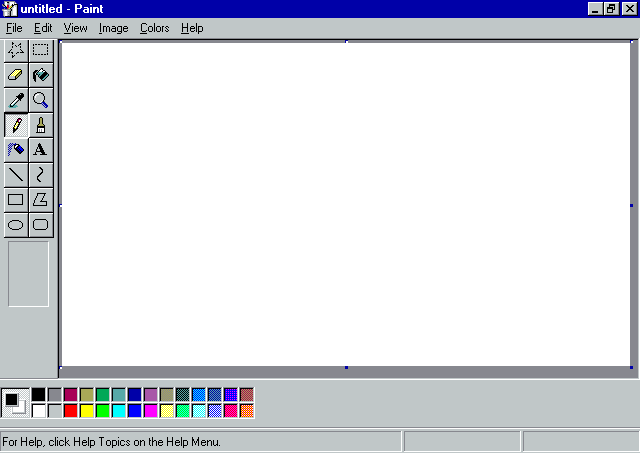 untitled - Paint
File Edit View Image Colors Help
A
For Help, click Help Topics on the Help Menu.